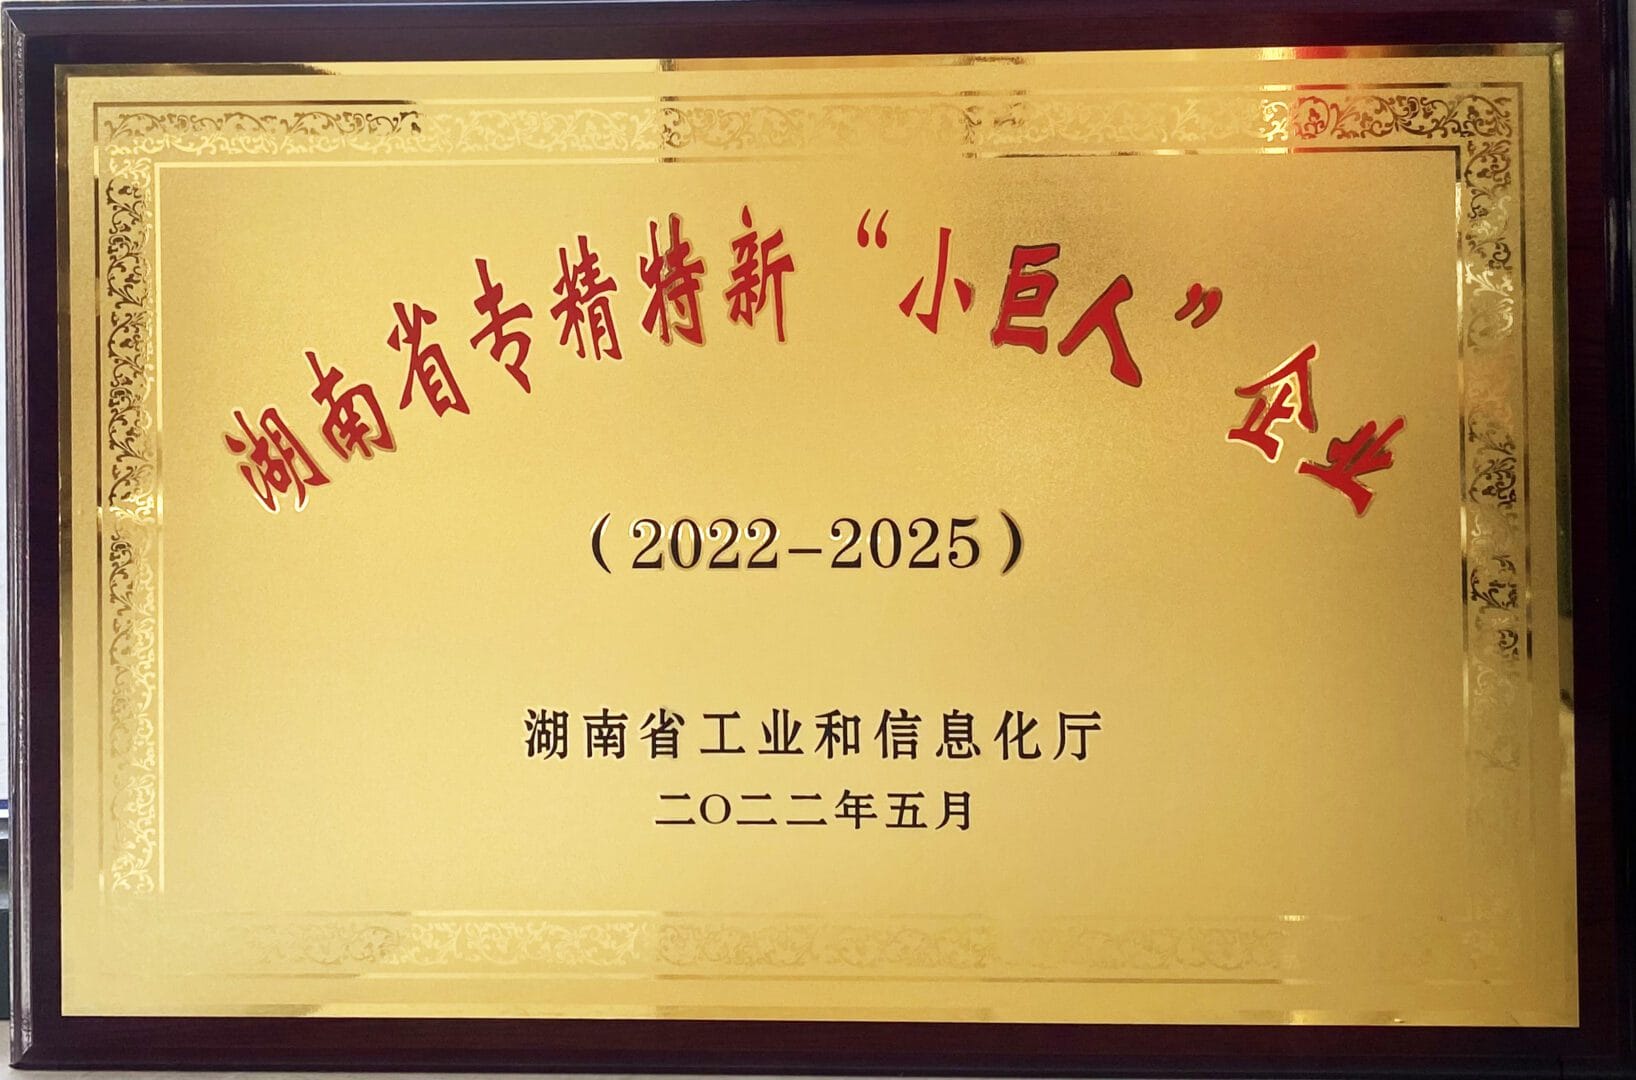 湖南省专精特新“小巨人”企业
（2022-2025）
湖南省工业和信息化厅
二〇二二年五月